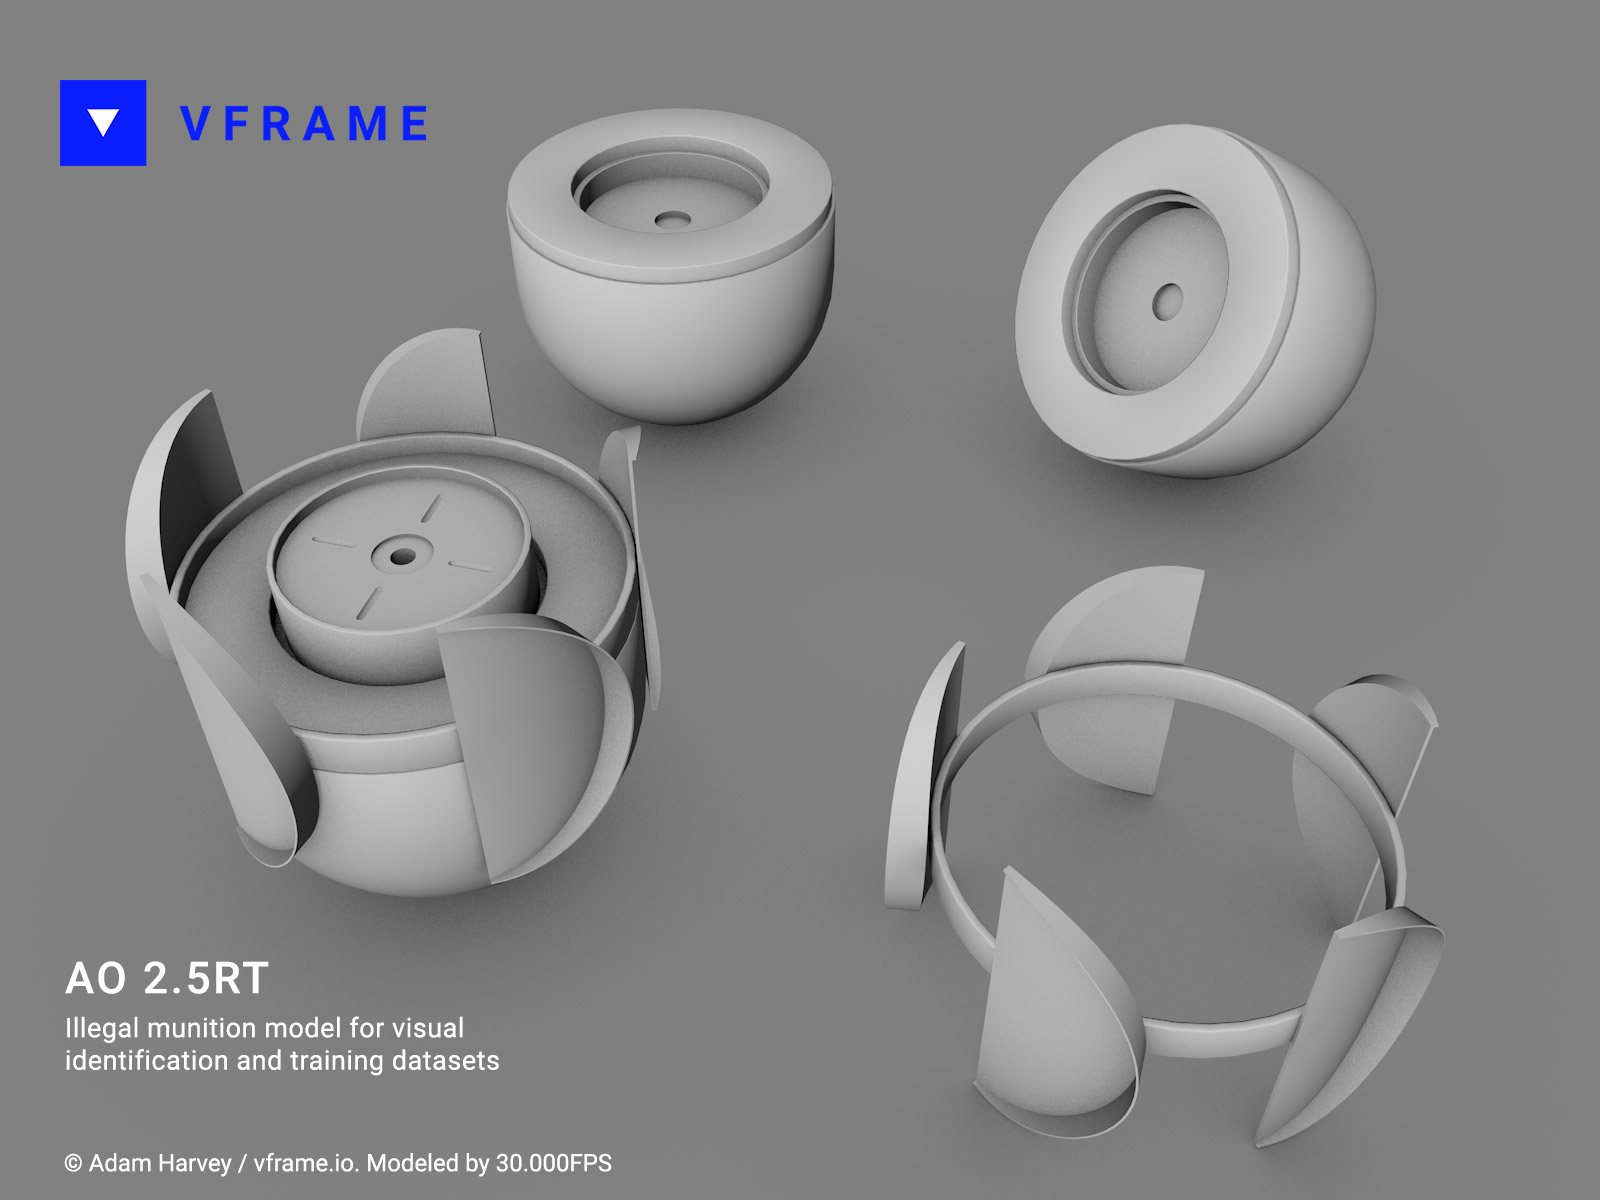 VFRAME
AO 2.5RT
Illegal munition model for visual
identification and training datasets
© Adam Harvey / vframe.io. Modeled by 30.000FPS